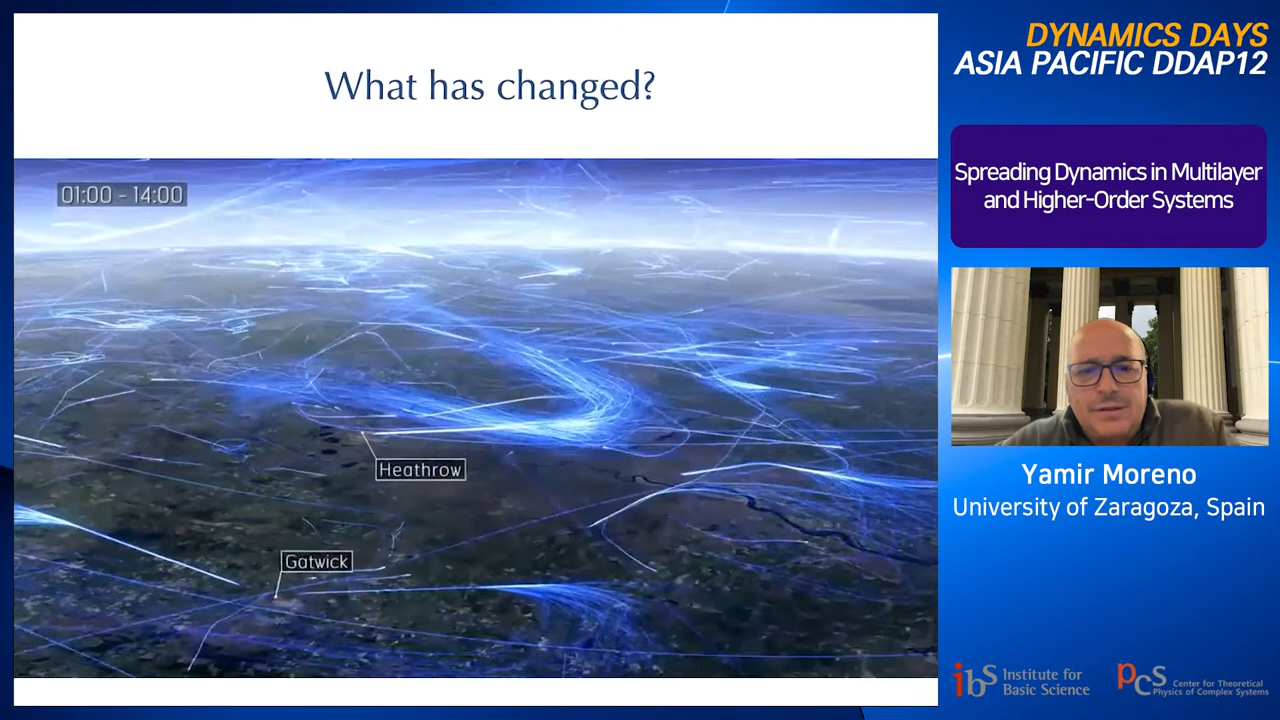 What has changed?
01:00 - 14:00
Heathrow
Gatwick
DYNAMICS DAYS
ASIA PACIFIC DDAP12
Spreading Dynamics in Multilayer
and Higher-Order Systems
Yamir Moreno
University of Zaragoza, Spain
ibs Institute for
Basic Science
PCS Center for Theoretical
Physics of Complex Systems